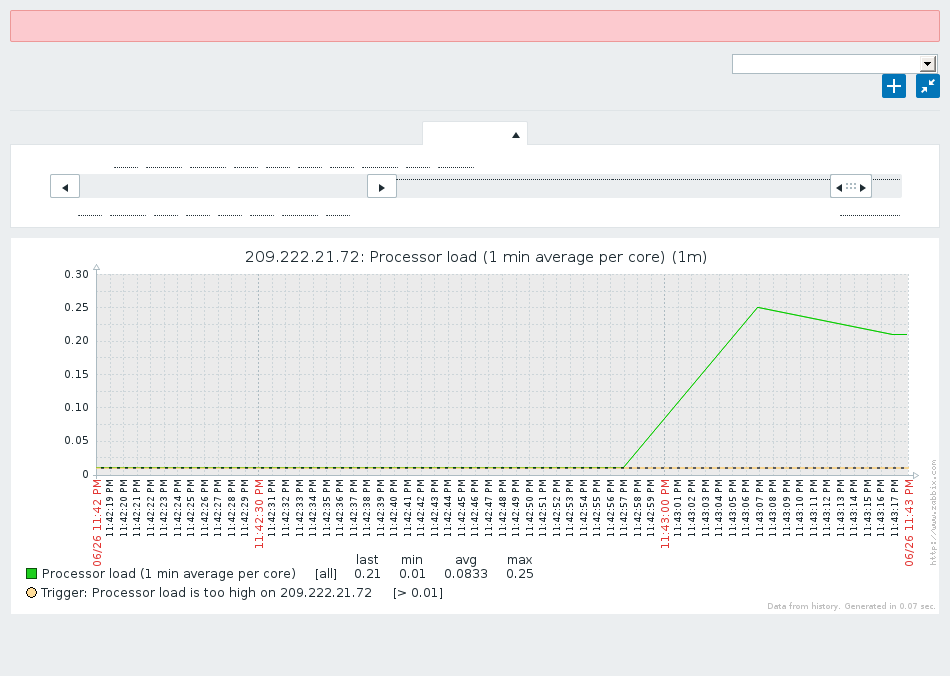 209.222.21.72: Processor load (1 min average per core) (1m)
0.30
0.25
0.20
0.15
0.10
0.05
0
06/26 11:42 PM
11:42:19 PM
11:42:20 PM
11:42:21 PM
11:42:22 PM
11:42:23 PM
11:42:24 PM
11:42:25 PM
11:42:26 PM
11:42:27 PM
11:42:28 PM
11:42:29 PM
11:42:30 PM
11:42:31 PM
11:42:32 PM
11:42:33 PM
11:42:34 PM
11:42:35 PM
11:42:36 PM
11:42:37 PM
11:42:38 PM
11:42:39 PM
11:42:40 PM
11:42:41 PM
11:42:42 PM
11:42:43 PM
11:42:44 PM
11:42:45 PM
11:42:46 PM
11:42:47 PM
11:42:48 PM
11:42:49 PM
11:42:50 PM
11:42:51 PM
11:42:52 PM
11:42:53 PM
11:42:54 PM
11:42:55 PM
11:42:56 PM
11:42:57 PM
11:42:58 PM
11:42:59 PM
11:43:00 PM
11:43:01 PM
11:43:02 PM
11:43:03 PM
11:43:04 PM
11:43:05 PM
11:43:06 PM
11:43:07 PM
11:43:08 PM
11:43:09 PM
11:43:10 PM
11:43:11 PM
11:43:12 PM
11:43:13 PM
11:43:14 PM
11:43:15 PM
11:43:16 PM
11:43:17 PM
06/26 11:43 PM
http://www.zabbix.com
last min avg max
Processor load (1 min average per core) [all] 0.21 0.01 0.0833 0.25
Trigger: Processor load is too high on 209.222.21.72 [> 0.01]
Data from history. Generated in 0.07 sec.